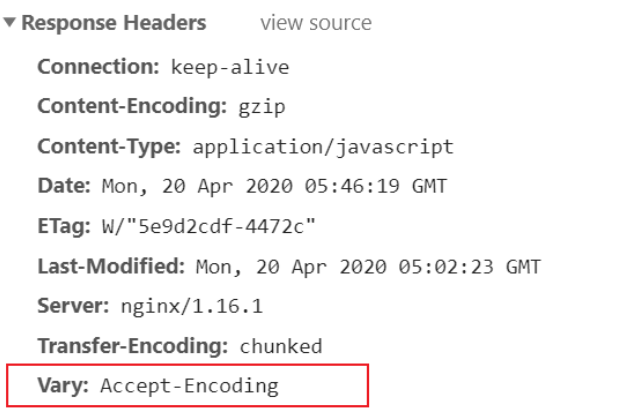 Response Headers view source
Connection: keep-alive
Content-Encoding: gzip
Content-Type: application/javascript
Date: Mon, 20 Apr 2020 05:46:19 GMT
ETag: W/"5e9d2cdf-4472c"
Last-Modified: Mon, 20 Apr 2020 05:02:23 GMT
Server: nginx/1.16.1
Transfer-Encoding: chunked
Vary: Accept-Encoding